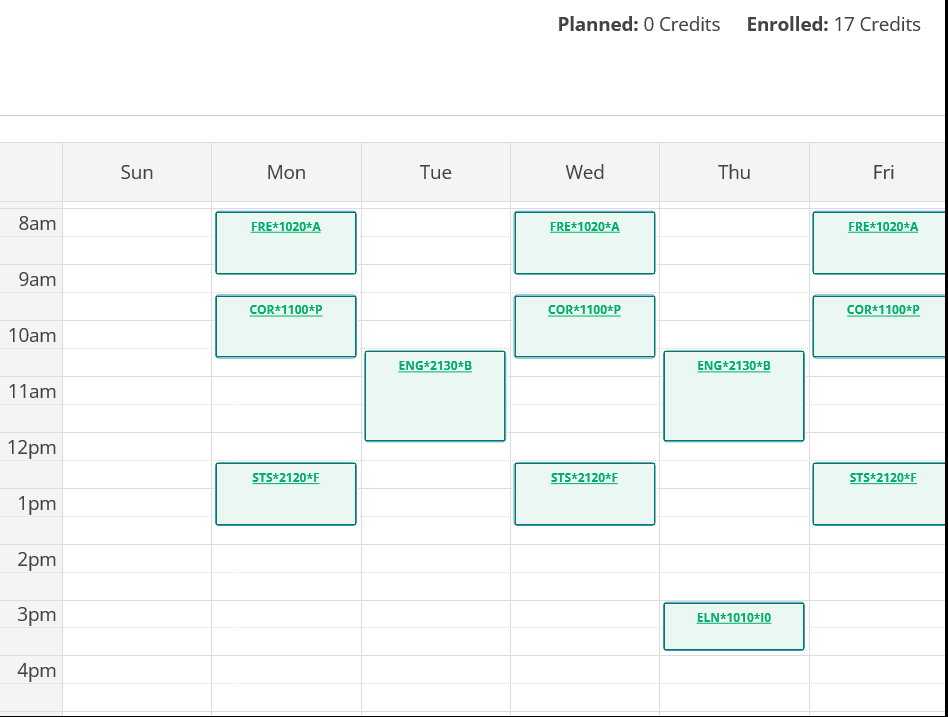 Planned: 0 Credits Enrolled: 17 Credits
Sun Mon Tue Wed Thu Fri
8am
FRE*1020*A FRE*1020*A FRE*1020*A
9am
COR*1100*P COR*1100*P COR*1100*P
10am
ENG*2130*B ENG*2130*B
11am
12pm
STS*2120*F STS*2120*F STS*2120*F
1pm
2pm
3pm
ELN*1010*I0
4pm